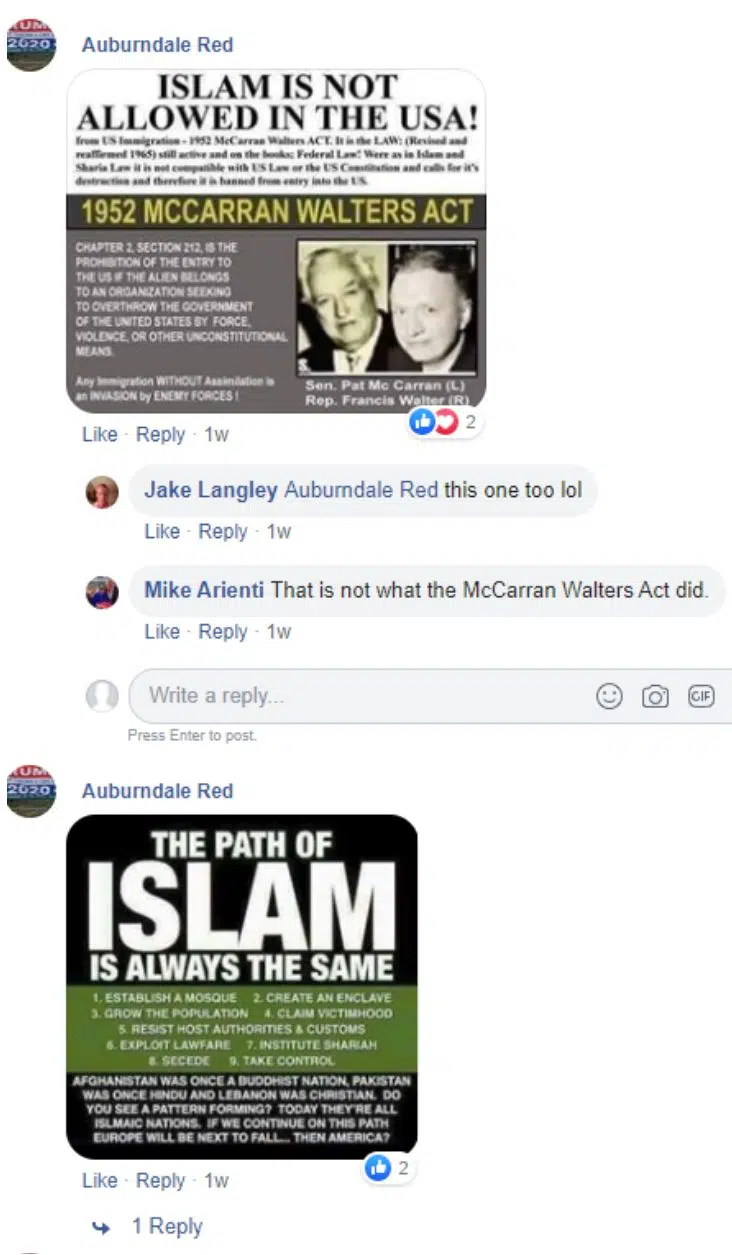 TRUMP
2020
Auburndale Red
ISLAM IS NOT
ALLOWED IN THE USA!
from US Immigration - 1952 McCarran Walters ACT. It is the LAW: (Revised and
reaffirmed 1965) still active and on the books; Federal Law! Were as in Islam and
Sharia Law it is not compatible with US Law or the US Constitution and calls for it's
destruction and therefore it is banned from entry into the US.
1952 MCCARRAN WALTERS ACT
CHAPTER 2, SECTION 212, IS THE
PROHIBITION OF THE ENTRY TO
THE US IF THE ALIEN BELONGS
TO AN ORGANIZATION SEEKING
TO OVERTHROW THE GOVERNMENT
OF THE UNITED STATES BY FORCE,
VIOLENCE, OR OTHER UNCONSTITUTIONAL
MEANS.
Any Immigration WITHOUT Assimilation is
an INVASION by ENEMY FORCES !
Sen. Pat Mc Carran (L)
Rep. Francis Walter (R)
2
Like · Reply · 1w
Jake Langley Auburndale Red this one too lol
Like · Reply · 1w
Mike Arienti That is not what the McCarran Walters Act did.
Like · Reply · 1w
Write a reply...
GIF
Press Enter to post.
2020
Auburndale Red
THE PATH OF
ISLAM
IS ALWAYS THE SAME
1. ESTABLISH A MOSQUE 2. CREATE AN ENCLAVE
3. GROW THE POPULATION 4. CLAIM VICTIMHOOD
5. RESIST HOST AUTHORITIES & CUSTOMS
6. EXPLOIT LAWFARE 7. INSTITUTE SHARIAH
8. SECEDE 9. TAKE CONTROL
AFGHANISTAN WAS ONCE A BUDDHIST NATION, PAKISTAN
WAS ONCE HINDU AND LEBANON WAS CHRISTIAN. DO
YOU SEE A PATTERN FORMING? TODAY THEY'RE ALL
ISLMAIC NATIONS. IF WE CONTINUE ON THIS PATH
EUROPE WILL BE NEXT TO FALL... THEN AMERICA?
2
Like · Reply · 1w
1 Reply